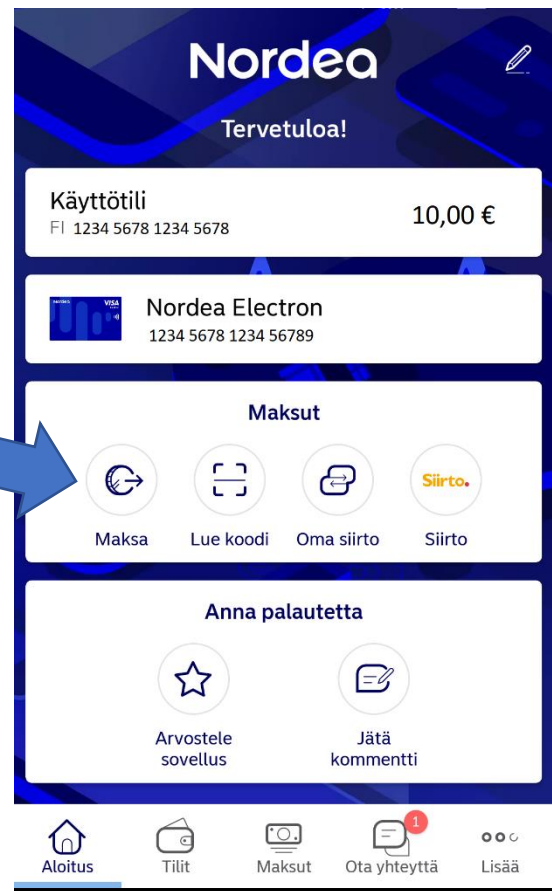 Nordea
Tervetuloa!
Käyttötili
FI 1234 5678 1234 5678
10,00 €
Nordea Electron
1234 5678 1234 56789
Maksut
Siirto.
Maksa Lue koodi Oma siirto Siirto
Anna palautetta
Arvostele sovellus
Jätä kommentti
1
Aloitus Tilit Maksut Ota yhteyttä Lisää